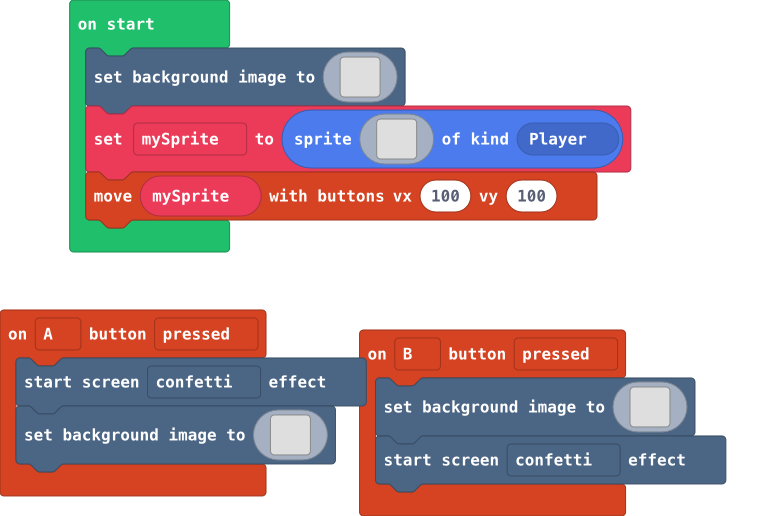 on start
set background image to
set mySprite to sprite of kind Player
move mySprite with buttons vx 100 vy 100
on A button pressed
start screen confetti effect
set background image to
on B button pressed
set background image to
start screen confetti effect